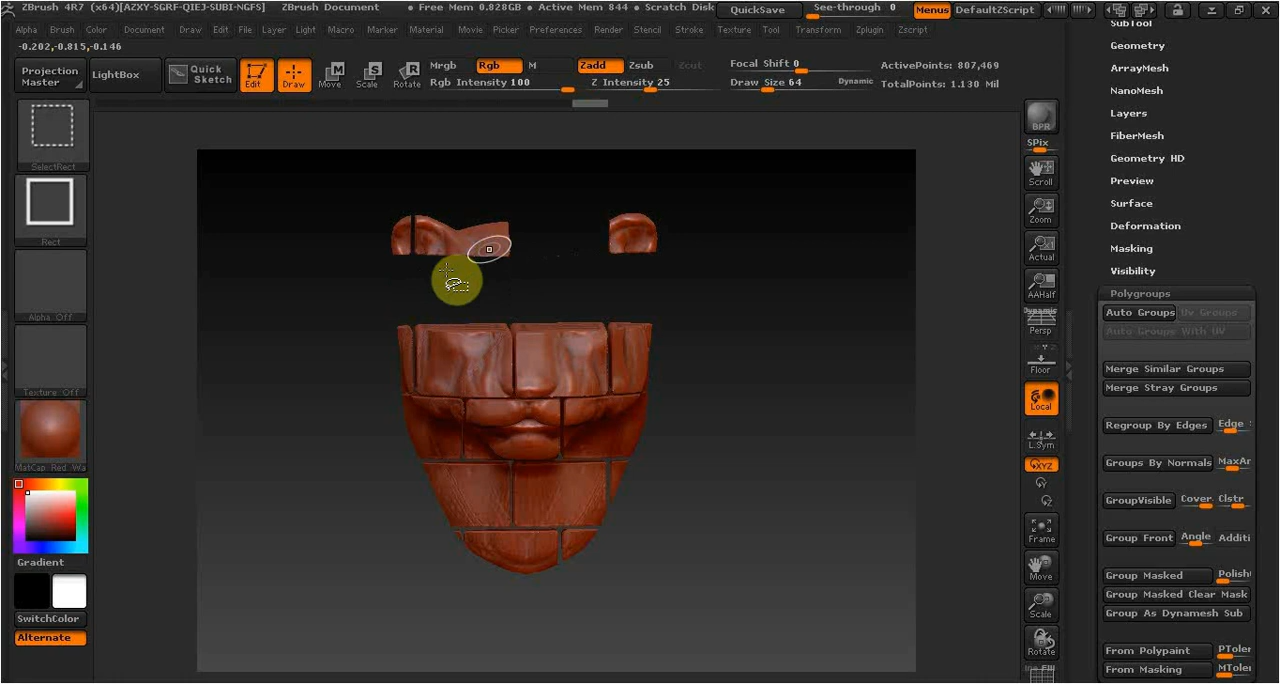 ZBrush 4R7 (x64)[AZXY-SGRF-QIEJ-SUBI-NGFS] ZBrush Document • Free Mem 0.828GB • Active Mem 844 • Scratch Disk QuickSave See-through 0 Menus DefaultZScript
Alpha Brush Color Document Draw Edit File Layer Light Macro Marker Material Movie Picker Preferences Render Stencil Stroke Texture Tool Transform Zplugin Zscript
-0.202,-0.815,-0.146
Projection Master
LightBox
Quick Sketch
Edit
Draw
Move
Scale
Rotate
Mrgb Rgb M
Rgb Intensity 100
Zadd Zsub Zcut
Z Intensity 25
Focal Shift 0
Draw Size 64 Dynamic
ActivePoints: 807,469
TotalPoints: 1.130 Mil
SelectRect
Rect
Alpha Off
Texture Off
MatCap Red Wa
Gradient
SwitchColor
Alternate
BPR
SPix
Scroll
Zoom
Actual
AAHalf
Dynamic
Persp
Floor
Local
L.Sym
XYZ
Frame
Move
Scale
Rotate
SubTool
Geometry
ArrayMesh
NanoMesh
Layers
FiberMesh
Geometry HD
Preview
Surface
Deformation
Masking
Visibility
Polygroups
Auto Groups Uv Groups
Auto Groups With UV
Merge Similar Groups
Merge Stray Groups
Regroup By Edges Edge
Groups By Normals MaxAn
GroupVisible Cover Clstr
Group Front Angle Additi
Group Masked Polish
Group Masked Clear Mask
Group As Dynamesh Sub
From Polypaint PToler
From Masking MToler